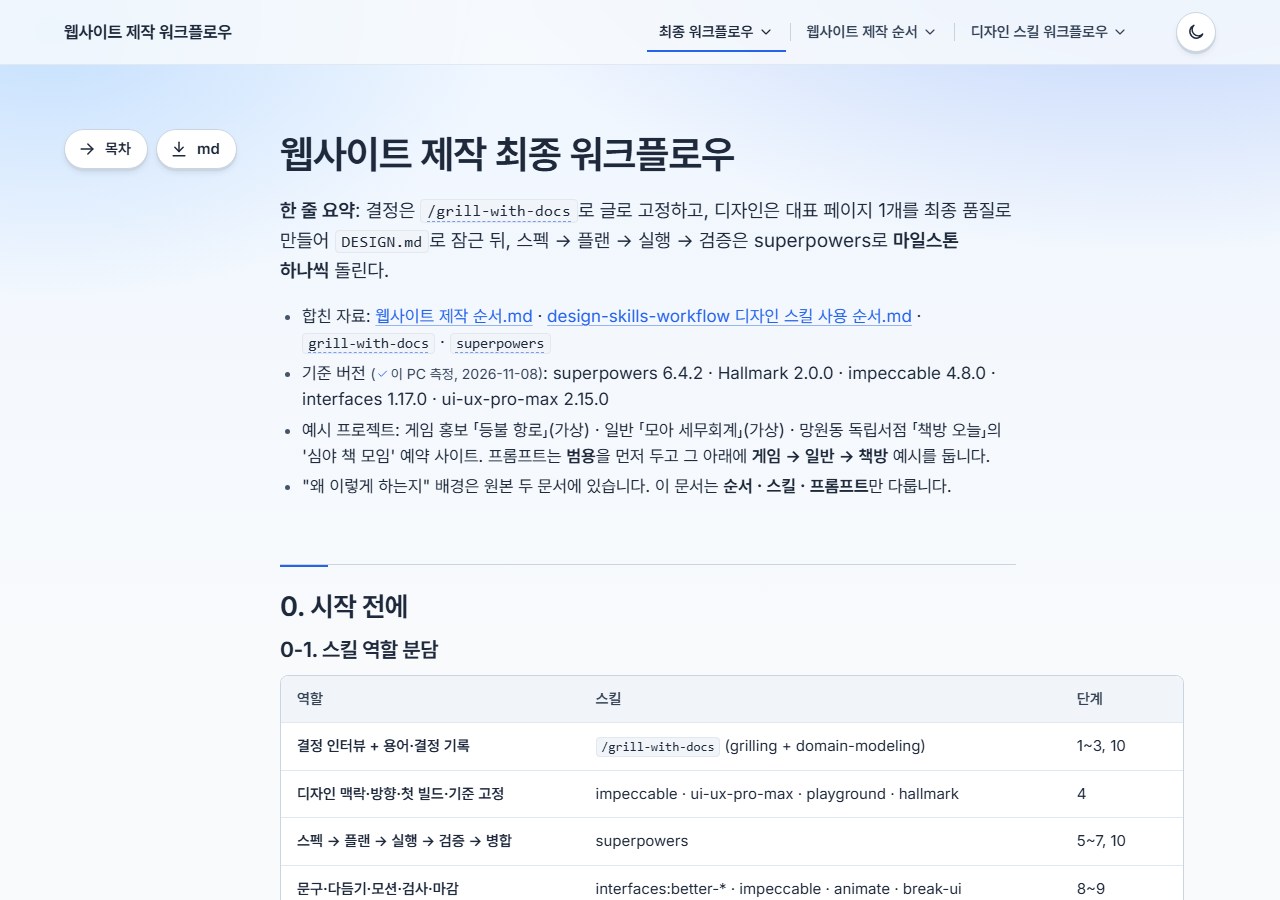 웹사이트 제작 워크플로우
최종 워크플로우
웹사이트 제작 순서
디자인 스킬 워크플로우
목차
md
웹사이트 제작 최종 워크플로우
한 줄 요약: 결정은 /grill-with-docs 로 글로 고정하고, 디자인은 대표 페이지 1개를 최종 품질로
만들어 DESIGN.md 로 잠근 뒤, 스펙 → 플랜 → 실행 → 검증은 superpowers로 마일스톤
하나씩 돌린다.
• 합친 자료: 웹사이트 제작 순서.md · design-skills-workflow 디자인 스킬 사용 순서.md ·
grill-with-docs · superpowers
• 기준 버전 (✓ 이 PC 측정, 2026-11-08): superpowers 6.4.2 · Hallmark 2.0.0 · impeccable 4.8.0 ·
interfaces 1.17.0 · ui-ux-pro-max 2.15.0
• 예시 프로젝트: 게임 홍보 「등불 항로」(가상) · 일반 「모아 세무회계」(가상) · 망원동 독립서점 「책방 오늘」의
'심야 책 모임' 예약 사이트. 프롬프트는 범용을 먼저 두고 그 아래에 게임 → 일반 → 책방 예시를 둡니다.
• "왜 이렇게 하는지" 배경은 원본 두 문서에 있습니다. 이 문서는 순서 · 스킬 · 프롬프트만 다룹니다.
0. 시작 전에
0-1. 스킬 역할 분담
역할 스킬 단계
결정 인터뷰 + 용어·결정 기록 /grill-with-docs (grilling + domain-modeling) 1~3, 10
디자인 맥락·방향·첫 빌드·기준 고정 impeccable · ui-ux-pro-max · playground · hallmark 4
스펙 → 플랜 → 실행 → 검증 → 병합 superpowers 5~7, 10
문구·다듬기·모션·검사·마감 interfaces:better-* · impeccable · animate · break-ui 8~9